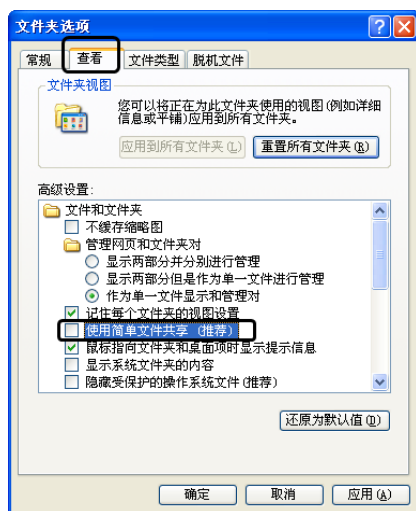 文件夹选项
常规 查看 文件类型 脱机文件
文件夹视图
您可以将正在为此文件夹使用的视图(例如详细
信息或平铺)应用到所有文件夹。
应用到所有文件夹(L) 重置所有文件夹(R)
高级设置:
文件和文件夹
不缓存缩略图
管理网页和文件夹对
显示两部分并分别进行管理
显示两部分但是作为单一文件进行管理
作为单一文件显示和管理对
记住每个文件夹的视图设置
使用简单文件共享 (推荐)
鼠标指向文件夹和桌面项时显示提示信息
显示系统文件夹的内容
隐藏受保护的操作系统文件(推荐)
还原为默认值(D)
确定 取消 应用(A)